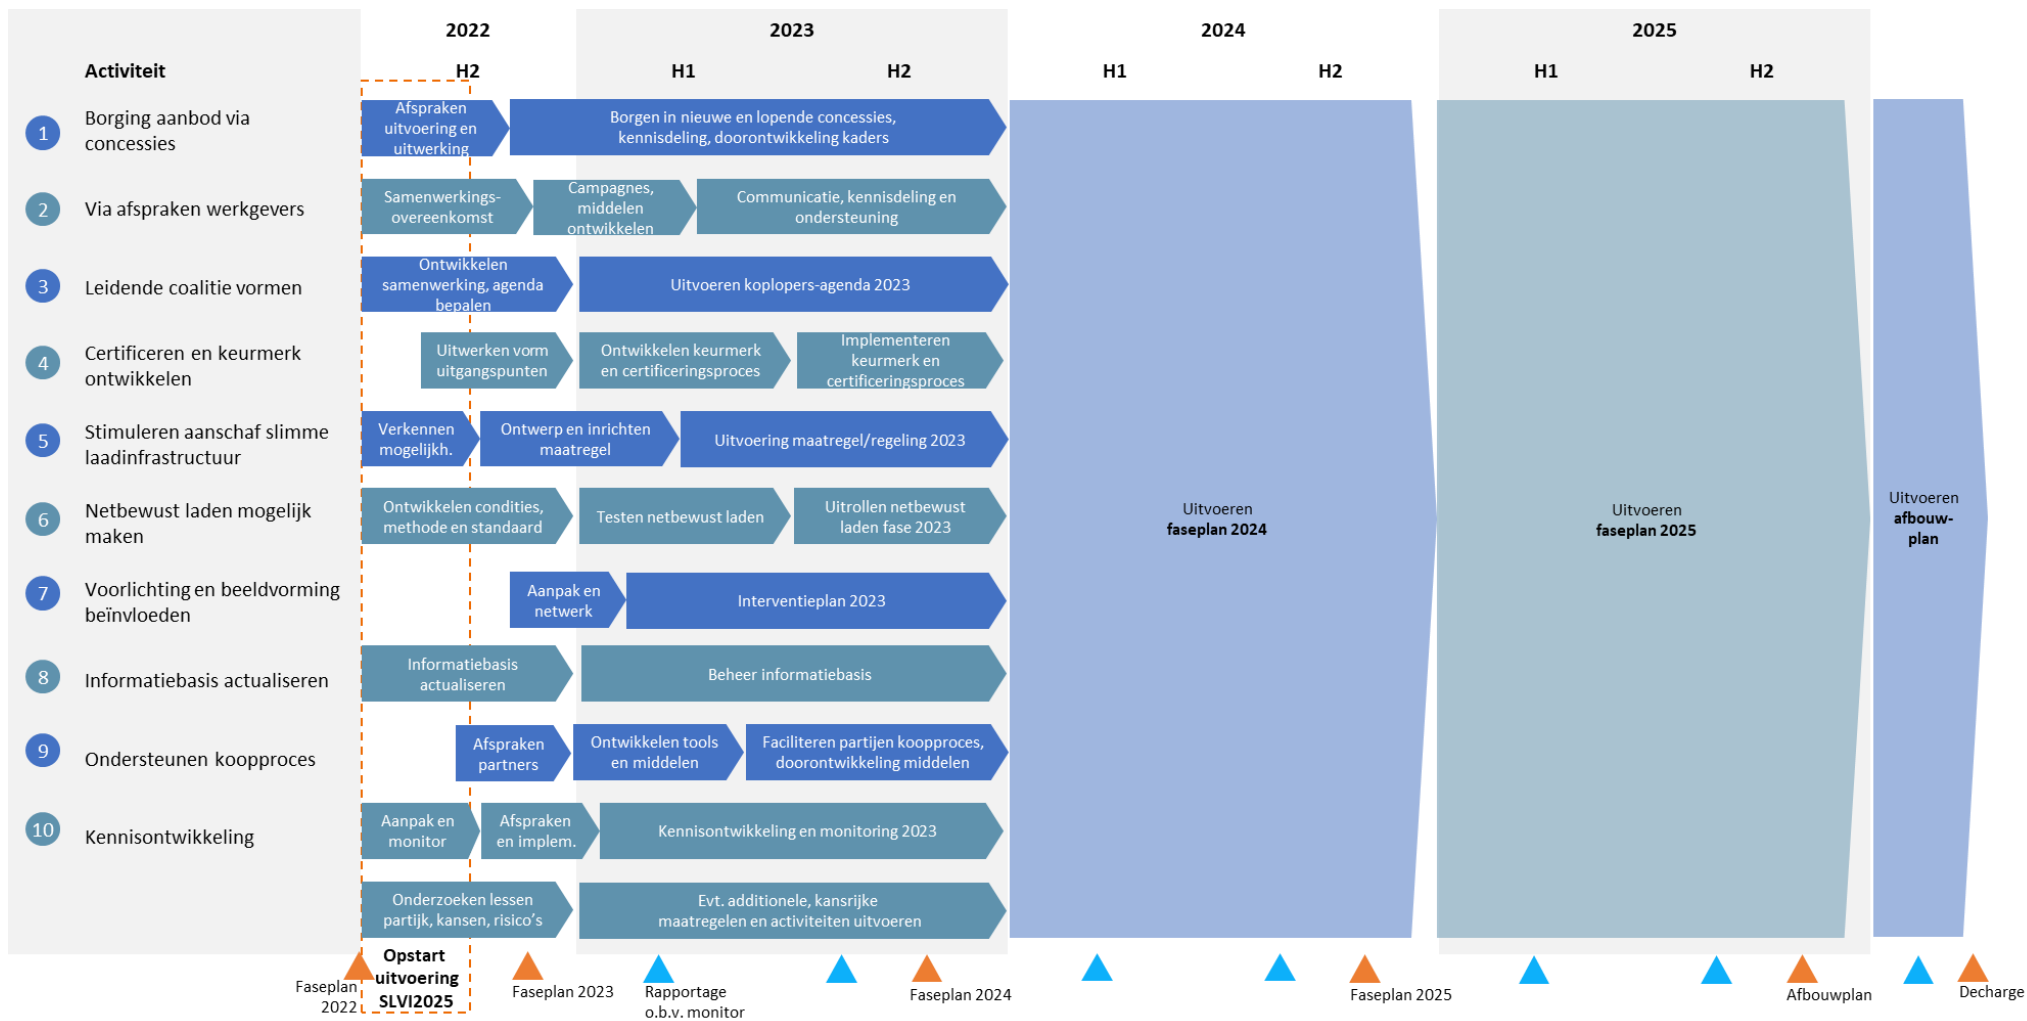 2022
2023
2024
2025
Activiteit
H2
H1
H2
H1
H2
H1
H2
1
Borging aanbod via
concessies
Afspraken
uitvoering en
uitwerking
Borgen in nieuwe en lopende concessies,
kennisdeling, doorontwikkeling kaders
2
Via afspraken werkgevers
Samenwerkings-
overeenkomst
Campagnes,
middelen
ontwikkelen
Communicatie, kennisdeling en
ondersteuning
3
Leidende coalitie vormen
Ontwikkelen
samenwerking, agenda
bepalen
Uitvoeren koplopers-agenda 2023
4
Certificeren en keurmerk
ontwikkelen
Uitwerken vorm
uitgangspunten
Ontwikkelen keurmerk
en certificeringsproces
Implementeren
keurmerk en
certificeringsproces
5
Stimuleren aanschaf slimme
laadinfrastructuur
Verkennen
mogelijkh.
Ontwerp en inrichten
maatregel
Uitvoering maatregel/regeling 2023
6
Netbewust laden mogelijk
maken
Ontwikkelen condities,
methode en standaard
Testen netbewust laden
Uitrollen netbewust
laden fase 2023
7
Voorlichting en beeldvorming
beïnvloeden
Aanpak en
netwerk
Interventieplan 2023
8
Informatiebasis actualiseren
Informatiebasis
actualiseren
Beheer informatiebasis
9
Ondersteunen koopproces
Afspraken
partners
Ontwikkelen tools
en middelen
Faciliteren partijen koopproces,
doorontwikkeling middelen
10
Kennisontwikkeling
Aanpak en
monitor
Afspraken
en implem.
Kennisontwikkeling en monitoring 2023
Onderzoeken lessen
partijk, kansen, risico's
Evt. additionele, kansrijke
maatregelen en activiteiten uitvoeren
Uitvoeren
faseplan 2024
Uitvoeren
faseplan 2025
Uitvoeren
afbouw-
plan
Faseplan
2022
Opstart
uitvoering
SLVI2025
Faseplan 2023
Rapportage
o.b.v. monitor
Faseplan 2024
Faseplan 2025
Afbouwplan
Decharge